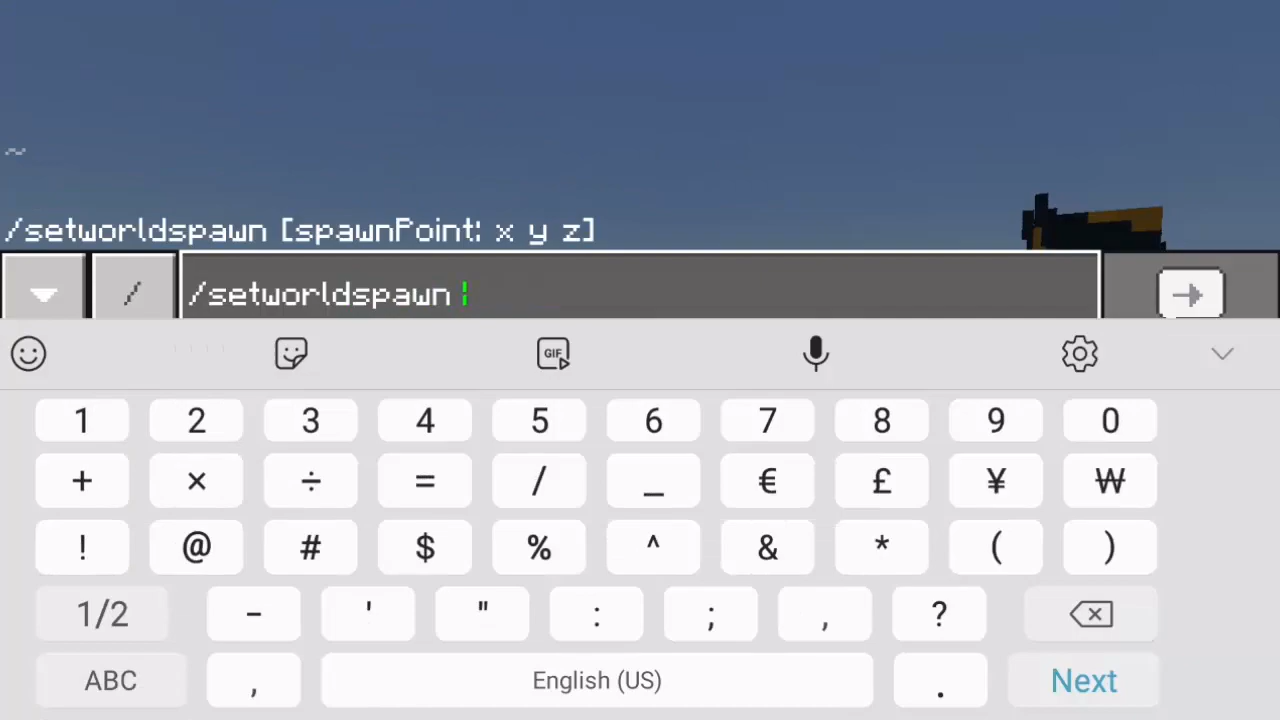 ~
/setworldspawn [spawnPoint: x y z]
/ /setworldspawn
GIF
1 2 3 4 5 6 7 8 9 0
+ × ÷ = / _ € £ ¥ ₩
! @ # $ % ^ & * ( )
1/2 - ' " : ; , ?
ABC , English (US) . Next